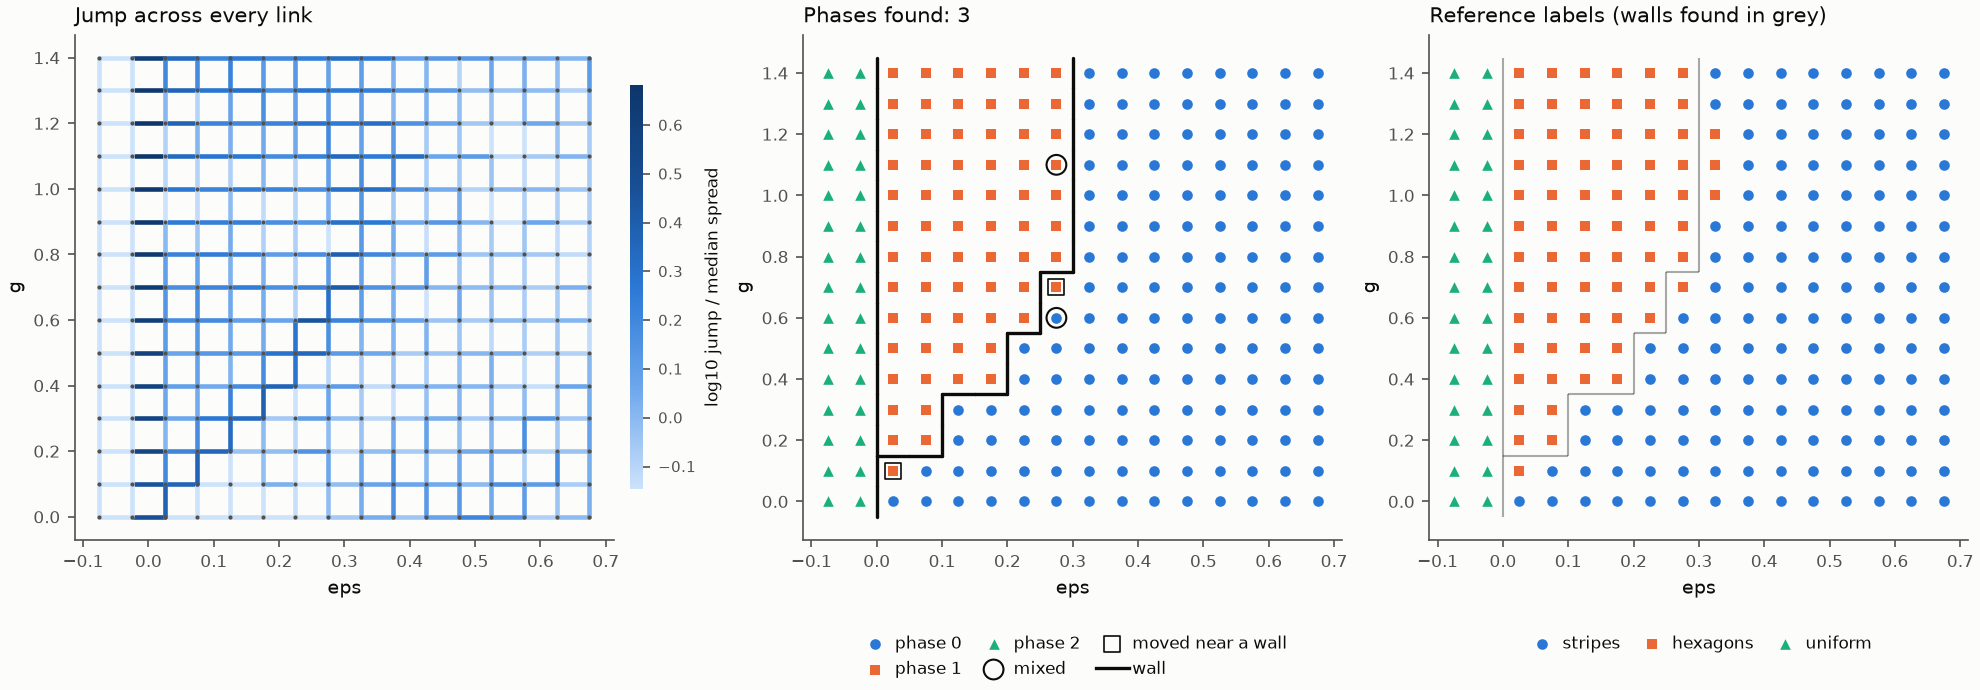 Jump across every link
1.4
1.2
1.0
0.8
0.6
0.4
0.2
0.0
g
−0.1 0.0 0.1 0.2 0.3 0.4 0.5 0.6 0.7
eps
0.6
0.5
0.4
0.3
0.2
0.1
0.0
−0.1
log10 jump / median spread
Phases found: 3
1.4
1.2
1.0
0.8
0.6
0.4
0.2
0.0
g
−0.1 0.0 0.1 0.2 0.3 0.4 0.5 0.6 0.7
eps
phase 0 phase 2 moved near a wall
phase 1 mixed wall
Reference labels (walls found in grey)
1.4
1.2
1.0
0.8
0.6
0.4
0.2
0.0
g
−0.1 0.0 0.1 0.2 0.3 0.4 0.5 0.6 0.7
eps
stripes hexagons uniform